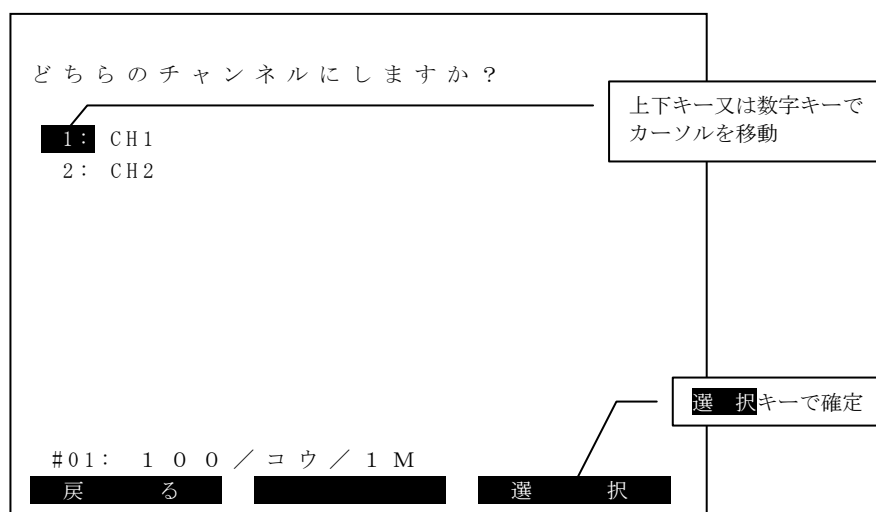 どちらのチャンネルにしますか?
上下キー又は数字キーで
カーソルを移動
1: CH1
2: CH2
選 択キーで確定
#01: 100/コウ/1M
戻 る 選 択